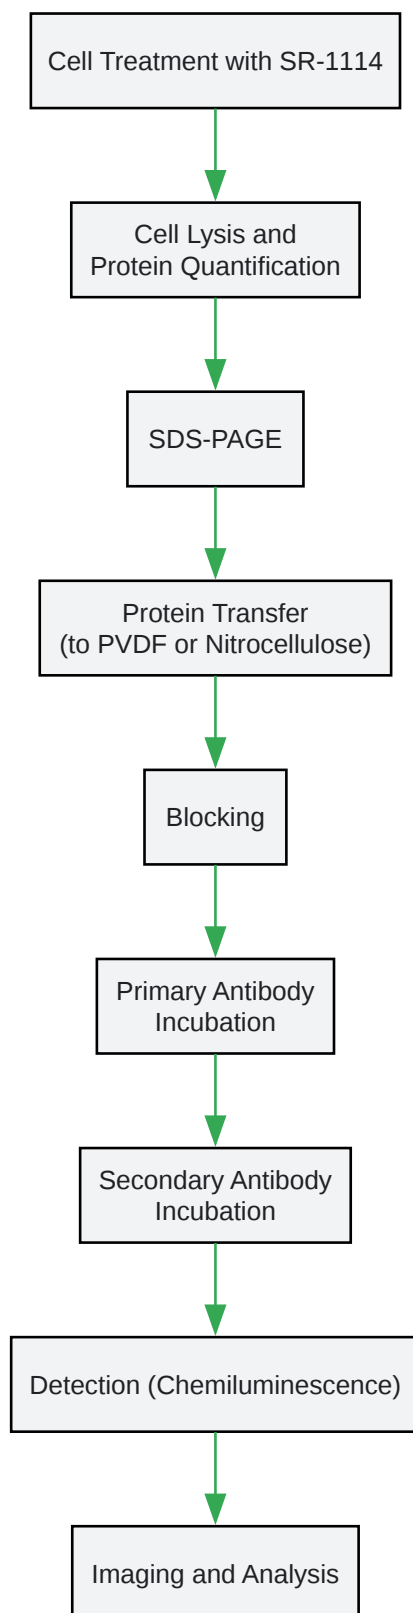 Cell Treatment with SR-1114
Cell Lysis and
Protein Quantification
SDS-PAGE
Protein Transfer
(to PVDF or Nitrocellulose)
Blocking
Primary Antibody
Incubation
Secondary Antibody
Incubation
Detection (Chemiluminescence)
Imaging and Analysis